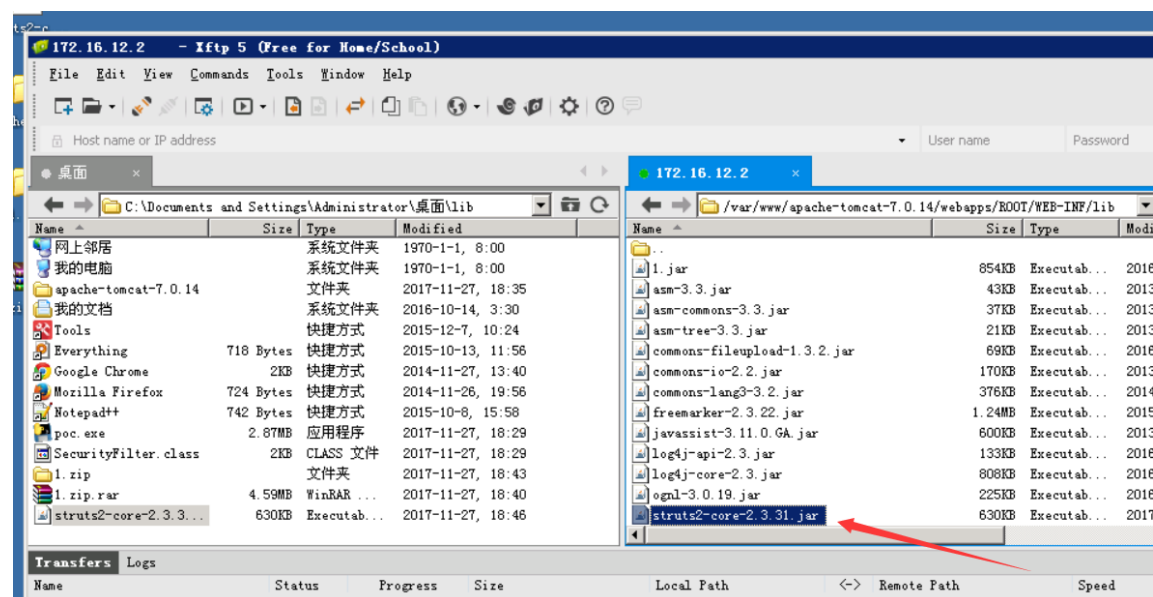 ts2-c
172.16.12.2 - Xftp 5 (Free for Home/School)
File Edit View Commands Tools Window Help
Host name or IP address User name Password
桌面 × 172.16.12.2 ×
C:\Documents and Settings\Administrator\桌面\lib /var/www/apache-tomcat-7.0.14/webapps/ROOT/WEB-INF/lib
Name Size Type Modified Name Size Type Modi
网上邻居 系统文件夹 1970-1-1, 8:00 ..
我的电脑 系统文件夹 1970-1-1, 8:00 1.jar 854KB Executab... 2016
apache-tomcat-7.0.14 文件夹 2017-11-27, 18:35 asm-3.3.jar 43KB Executab... 2013
我的文档 系统文件夹 2016-10-14, 3:30 asm-commons-3.3.jar 37KB Executab... 2013
Tools 快捷方式 2015-12-7, 10:24 asm-tree-3.3.jar 21KB Executab... 2013
Everything 718 Bytes 快捷方式 2015-10-13, 11:56 commons-fileupload-1.3.2.jar 69KB Executab... 2016
Google Chrome 2KB 快捷方式 2014-11-27, 13:40 commons-io-2.2.jar 170KB Executab... 2013
Mozilla Firefox 724 Bytes 快捷方式 2014-11-26, 19:56 commons-lang3-3.2.jar 376KB Executab... 2014
Notepad++ 742 Bytes 快捷方式 2015-10-8, 15:58 freemarker-2.3.22.jar 1.24MB Executab... 2015
poc.exe 2.87MB 应用程序 2017-11-27, 18:29 javassist-3.11.0.GA.jar 600KB Executab... 2013
SecurityFilter.class 2KB CLASS 文件 2017-11-27, 18:29 log4j-api-2.3.jar 133KB Executab... 2016
1.zip 文件夹 2017-11-27, 18:43 log4j-core-2.3.jar 808KB Executab... 2016
1.zip.rar 4.59MB WinRAR ... 2017-11-27, 18:40 ognl-3.0.19.jar 225KB Executab... 2016
struts2-core-2.3.3... 630KB Executab... 2017-11-27, 18:46 struts2-core-2.3.31.jar 630KB Executab... 2017
Transfers Logs
Name Status Progress Size Local Path <-> Remote Path Speed